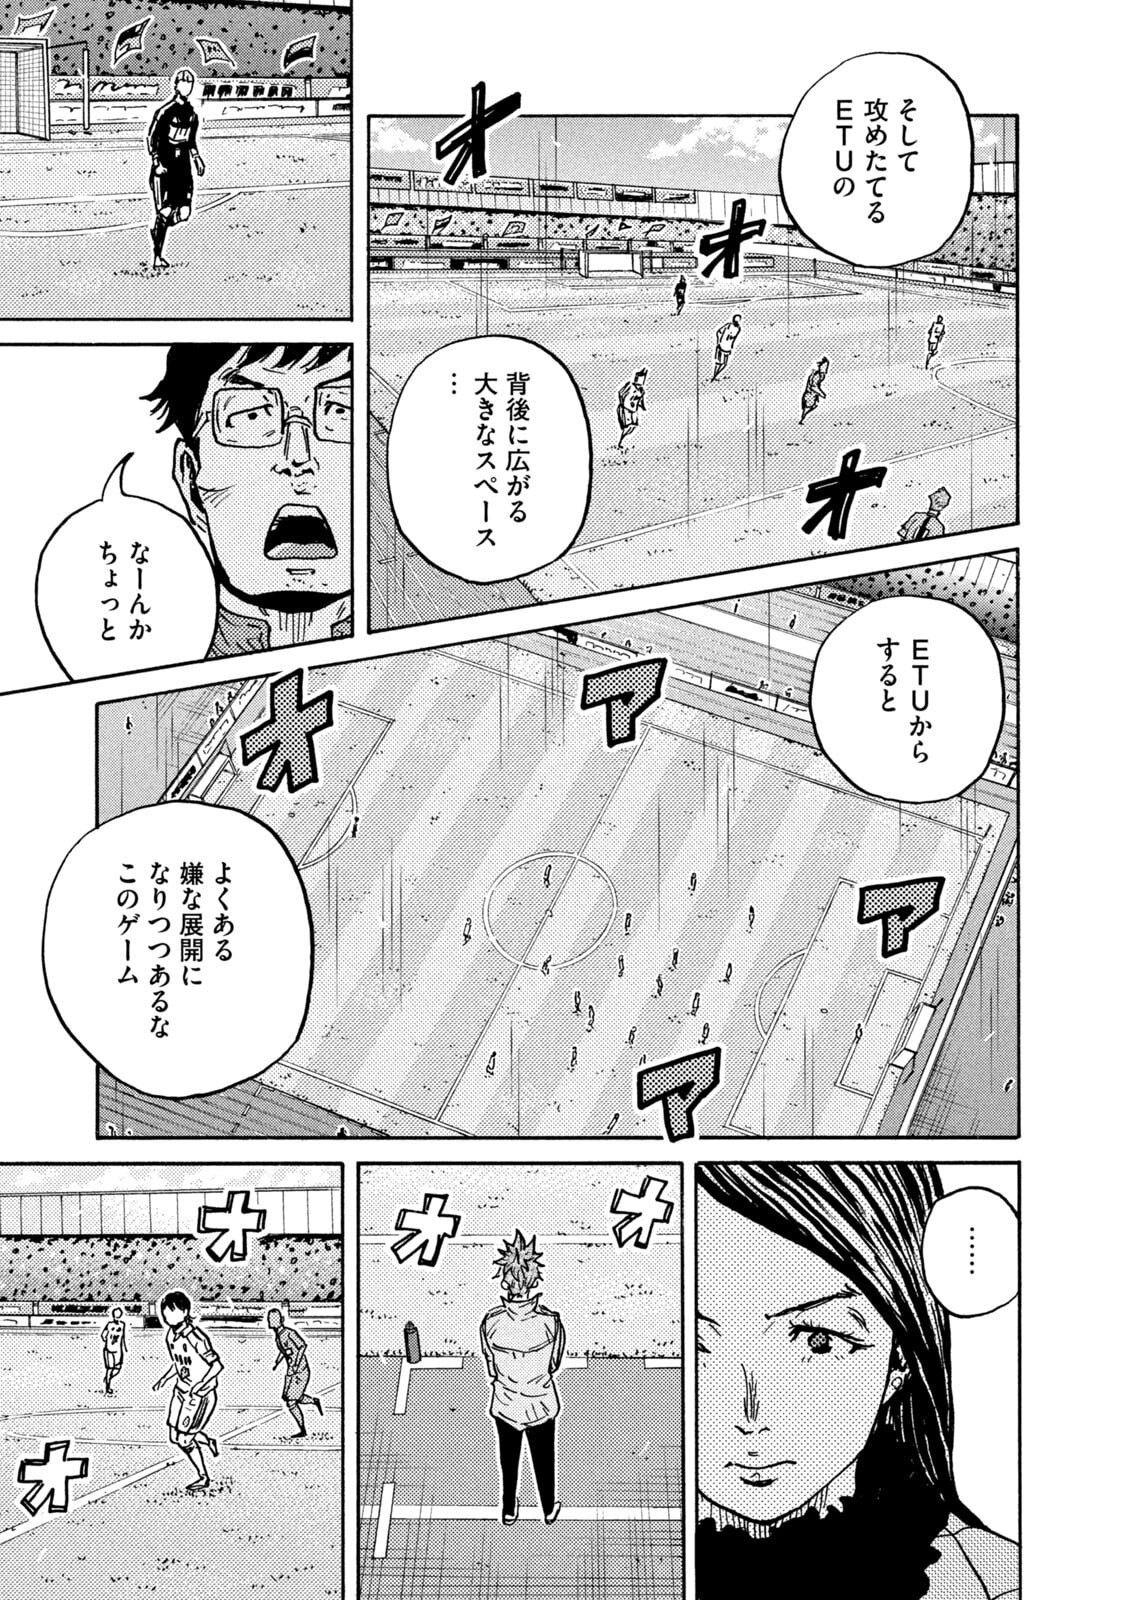 そして
攻めたてる
ETUの
オ
オ
オ
背後に広がる
大きなスペース
…
なーんか
ちょっと
ETUから
すると
ア
オ
ア
ア
よくある
嫌な展開に
なりつつあるな
このゲーム
……
オ
オ
オ
オ